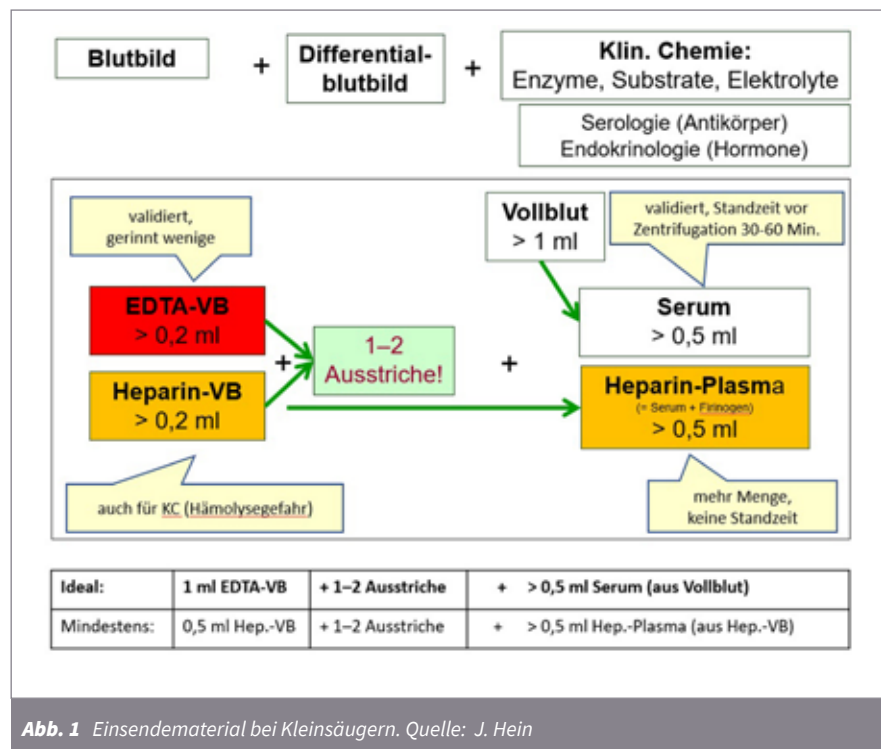 Blutbild
+
Differential-
blutbild
+
Klin. Chemie:
Enzyme, Substrate, Elektrolyte
Serologie (Antikörper)
Endokrinologie (Hormone)
validiert,
gerinnt wenige
Vollblut
> 1 ml
validiert, Standzeit vor
Zentrifugation 30-60 Min.
EDTA-VB
> 0,2 ml
+
1–2
Ausstriche!
+
Serum
> 0,5 ml
Heparin-VB
> 0,2 ml
Heparin-Plasma
(= Serum + Firinogen)
> 0,5 ml
auch für KC (Hämolysegefahr)
mehr Menge,
keine Standzeit
Ideal: 1 ml EDTA-VB + 1–2 Ausstriche + > 0,5 ml Serum (aus Vollblut)
Mindestens: 0,5 ml Hep.-VB + 1–2 Ausstriche + > 0,5 ml Hep.-Plasma (aus Hep.-VB)
Abb. 1 Einsendematerial bei Kleinsäugern. Quelle: J. Hein